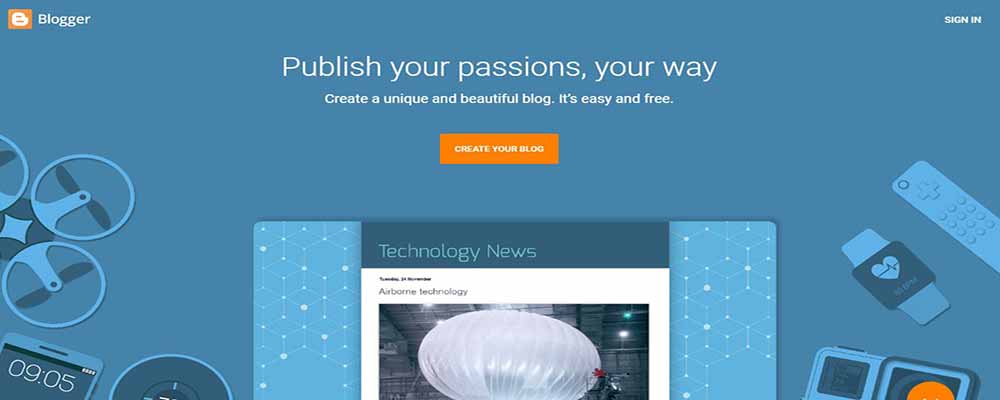 Blogger
SIGN IN
Publish your passions, your way
Create a unique and beautiful blog. It's easy and free.
CREATE YOUR BLOG
Technology News
Tuesday, 24 November
Airborne technology
09:05
BPM